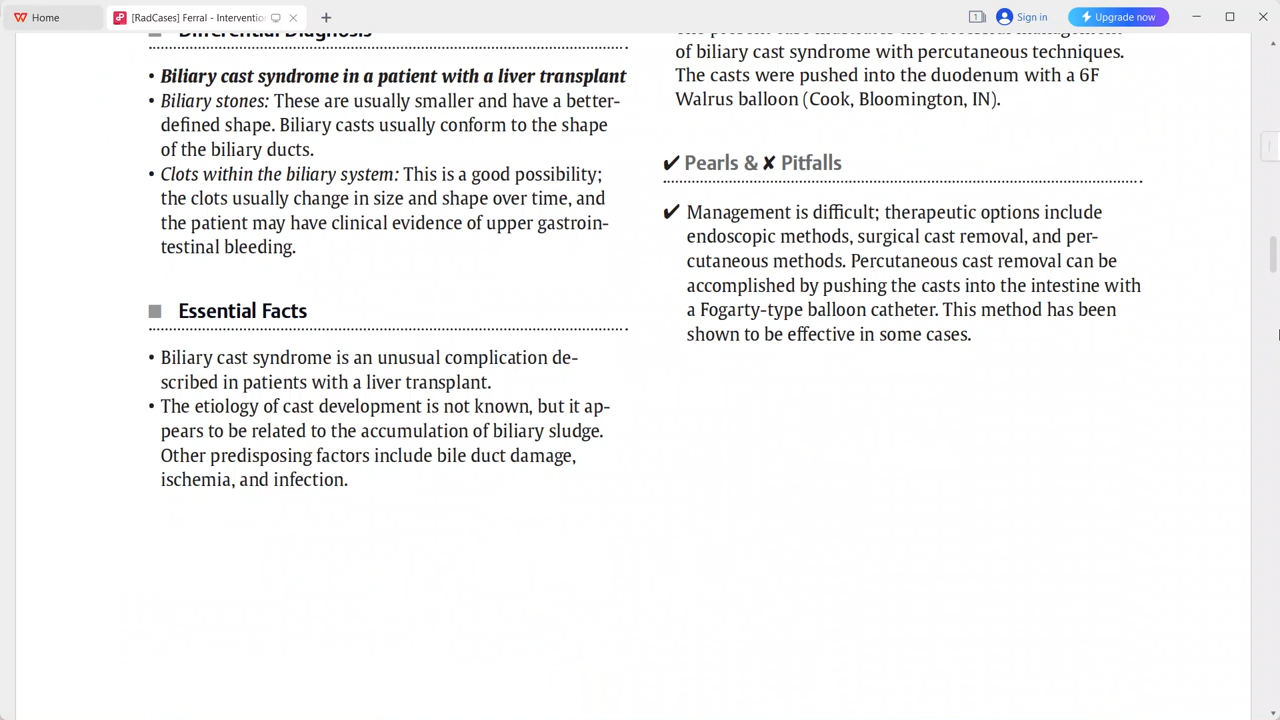 Home
[RadCases] Ferral - Interventio
1
Sign in
Upgrade now
Differential Diagnosis
• Biliary cast syndrome in a patient with a liver transplant
• Biliary stones: These are usually smaller and have a better-
defined shape. Biliary casts usually conform to the shape
of the biliary ducts.
• Clots within the biliary system: This is a good possibility;
the clots usually change in size and shape over time, and
the patient may have clinical evidence of upper gastroin-
testinal bleeding.
Essential Facts
• Biliary cast syndrome is an unusual complication de-
scribed in patients with a liver transplant.
• The etiology of cast development is not known, but it ap-
pears to be related to the accumulation of biliary sludge.
Other predisposing factors include bile duct damage,
ischemia, and infection.
of biliary cast syndrome with percutaneous techniques.
The casts were pushed into the duodenum with a 6F
Walrus balloon (Cook, Bloomington, IN).
✔ Pearls & ✘ Pitfalls
✔ Management is difficult; therapeutic options include
endoscopic methods, surgical cast removal, and per-
cutaneous methods. Percutaneous cast removal can be
accomplished by pushing the casts into the intestine with
a Fogarty-type balloon catheter. This method has been
shown to be effective in some cases.